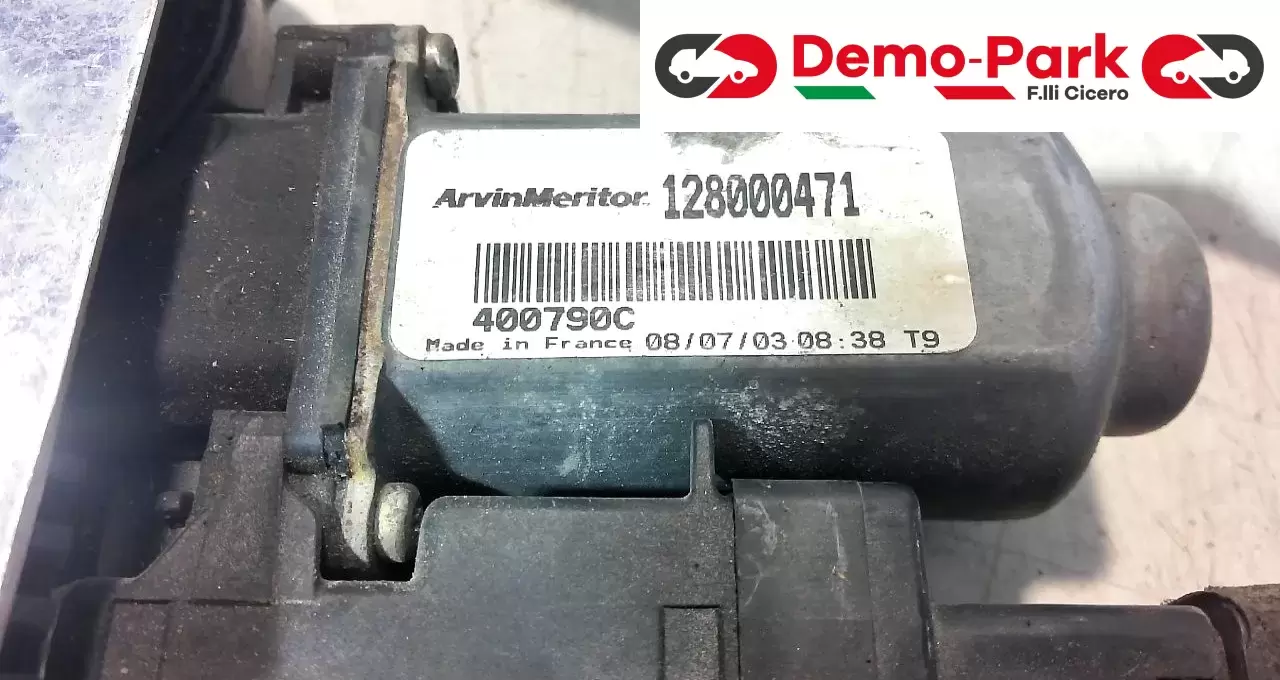 Demo-Park
F.lli Cicero
ArvinMeritor 128000471
400790C
Made in France 08/07/03 08:38 T9